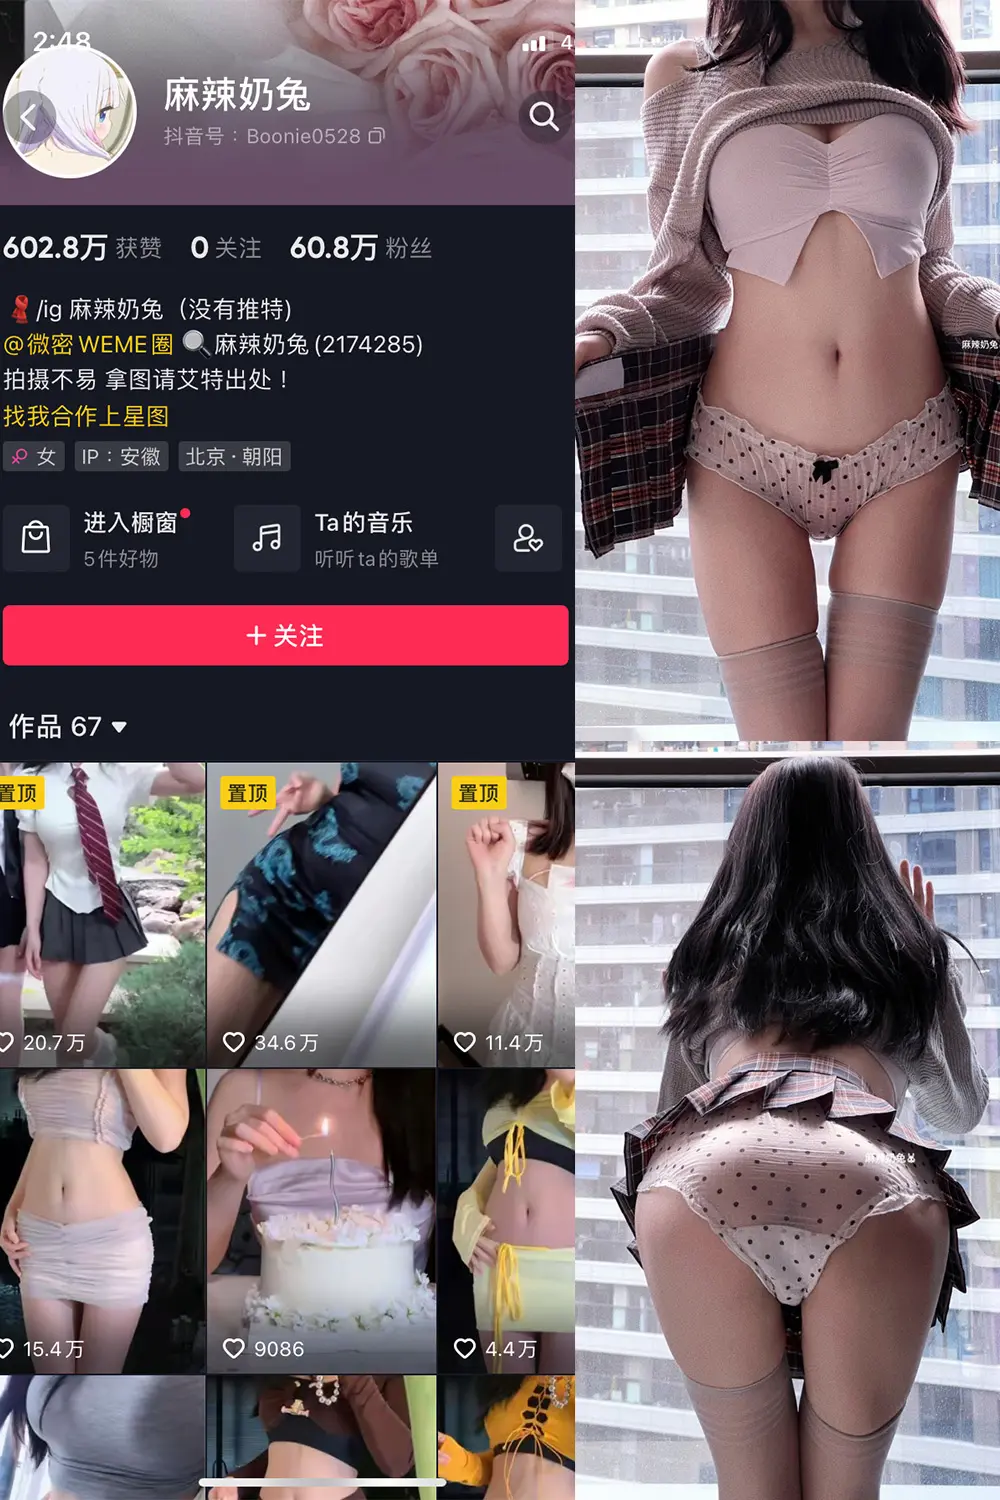 2:48
4
麻辣奶兔
抖音号：Boonie0528
602.8万 获赞 0 关注 60.8万 粉丝
/ig 麻辣奶兔（没有推特）
@微密 WEME圈 麻辣奶兔(2174285)
拍摄不易 拿图请艾特出处！
找我合作上星图
女 IP：安徽 北京·朝阳
进入橱窗 Ta的音乐
5件好物 听听ta的歌单
+ 关注
作品 67
置顶 置顶 置顶
20.7万 34.6万 11.4万
15.4万 9086 4.4万
麻辣奶兔
麻辣奶兔